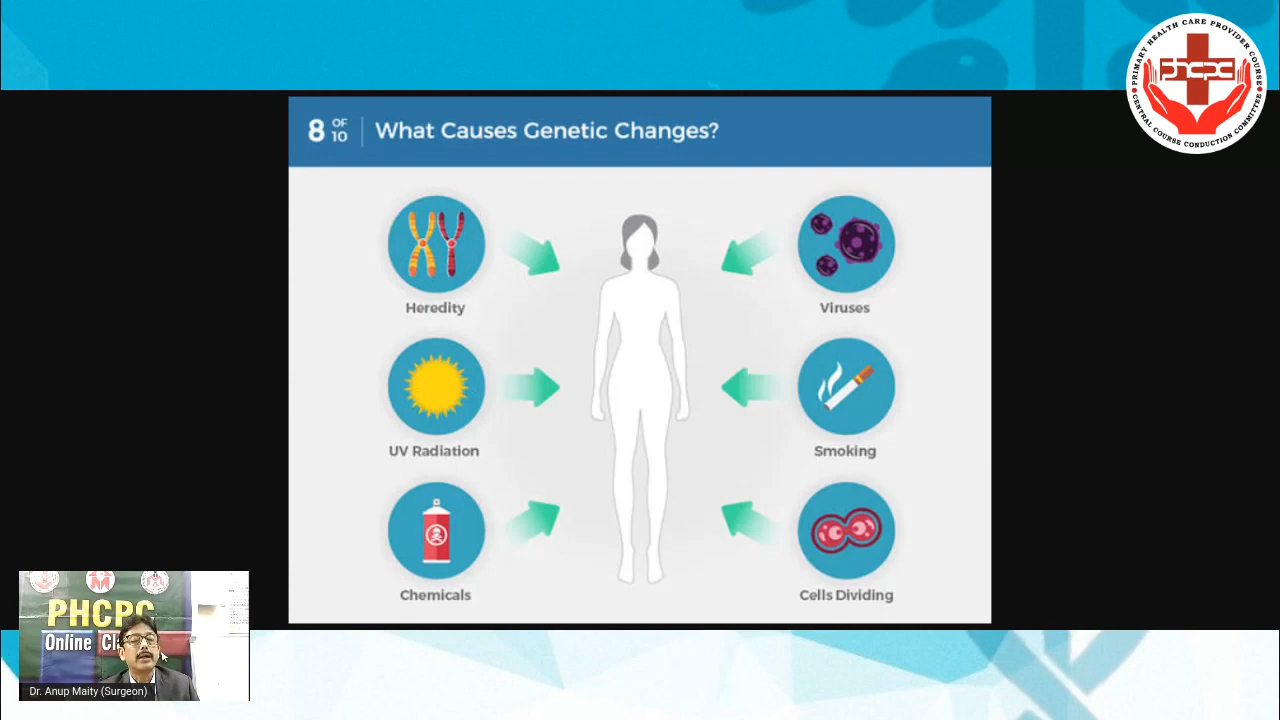 PRIMARY HEALTH CARE PROVIDER COURSE
phcpc
CENTRAL COURSE CONDUCTION COMMITTEE
8 OF 10
What Causes Genetic Changes?
Heredity
Viruses
UV Radiation
Smoking
Chemicals
Cells Dividing
PHCPC
Online
Dr. Anup Maity (Surgeon)